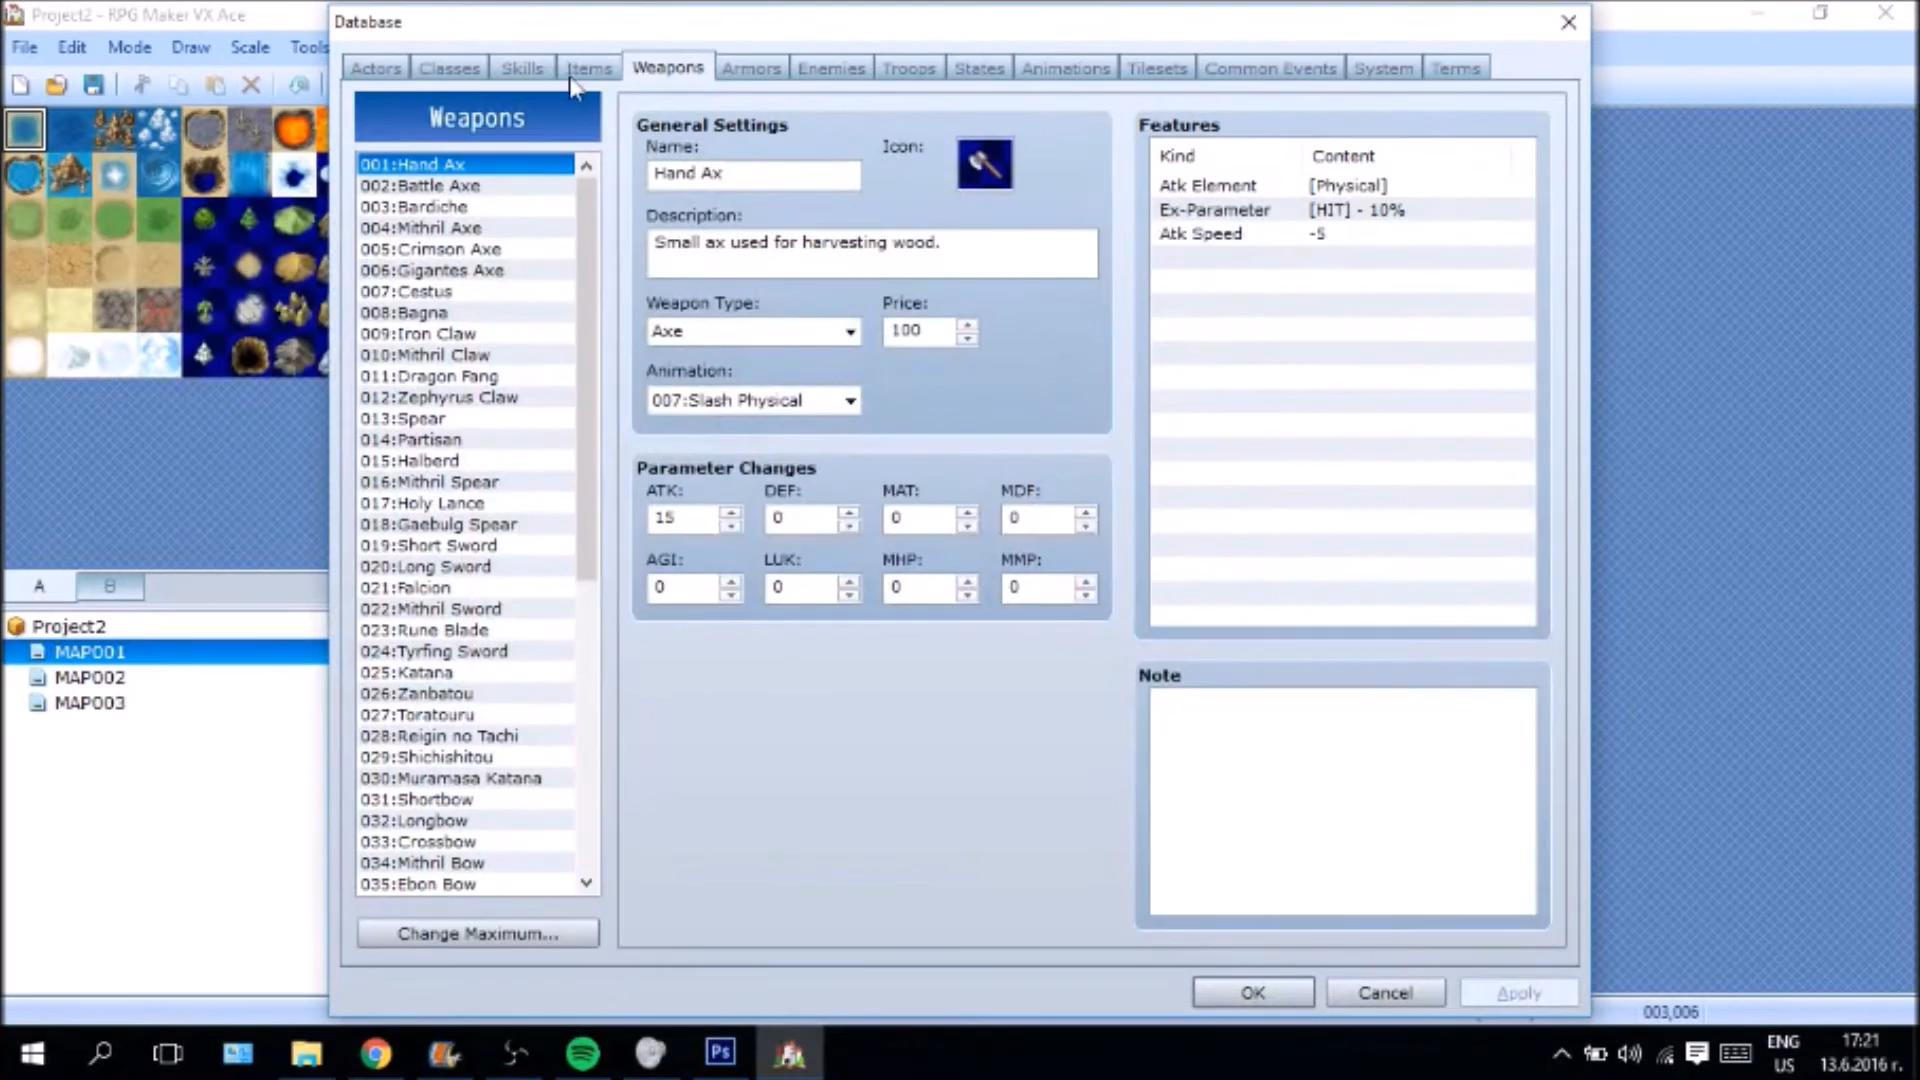 Project2 - RPG Maker VX Ace
File Edit Mode Draw Scale Tools
Database
Actors Classes Skills Items Weapons Armors Enemies Troops States Animations Tilesets Common Events System Terms
Weapons
001:Hand Ax
002:Battle Axe
003:Bardiche
004:Mithril Axe
005:Crimson Axe
006:Gigantes Axe
007:Cestus
008:Bagna
009:Iron Claw
010:Mithril Claw
011:Dragon Fang
012:Zephyrus Claw
013:Spear
014:Partisan
015:Halberd
016:Mithril Spear
017:Holy Lance
018:Gaebulg Spear
019:Short Sword
020:Long Sword
021:Falcion
022:Mithril Sword
023:Rune Blade
024:Tyrfing Sword
025:Katana
026:Zanbatou
027:Toratouru
028:Reigin no Tachi
029:Shichishitou
030:Muramasa Katana
031:Shortbow
032:Longbow
033:Crossbow
034:Mithril Bow
035:Ebon Bow
Change Maximum...
General Settings
Name: Icon:
Hand Ax
Description:
Small ax used for harvesting wood.
Weapon Type: Price:
Axe 100
Animation:
007:Slash Physical
Parameter Changes
ATK: DEF: MAT: MDF:
15 0 0 0
AGI: LUK: MHP: MMP:
0 0 0 0
Features
Kind Content
Atk Element [Physical]
Ex-Parameter [HIT] - 10%
Atk Speed -5
Note
OK Cancel Apply
A B
Project2
MAP001
MAP002
MAP003
003,006
Ps
ENG
US
17:21
13.6.2016 г.